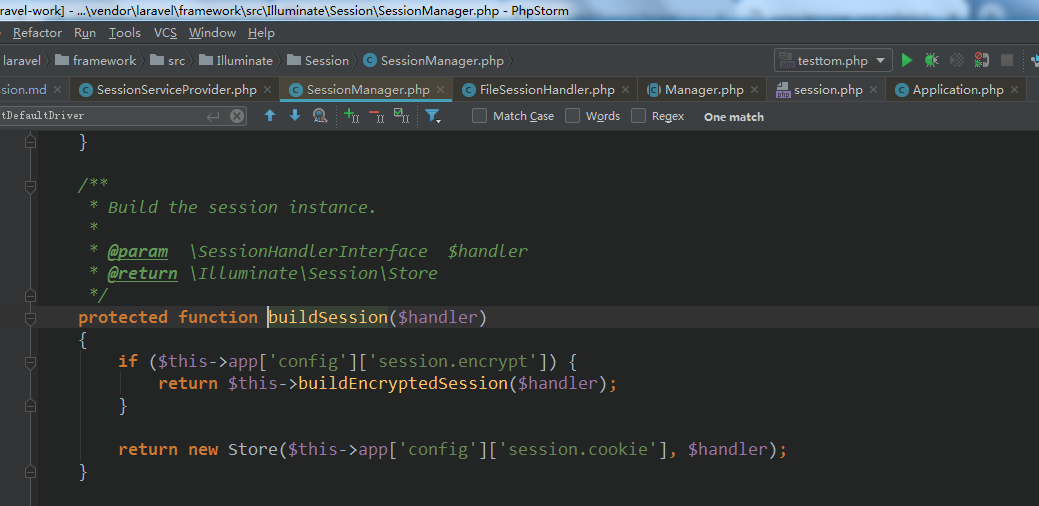 ravel-work] - ...\vendor\laravel\framework\src\Illuminate\Session\SessionManager.php - PhpStorm
Refactor Run Tools VCS Window Help
laravel framework src Illuminate Session SessionManager.php testtom.php
ssion.md SessionServiceProvider.php SessionManager.php FileSessionHandler.php Manager.php session.php Application.php
tDefaultDriver Match Case Words Regex One match
}
/**
* Build the session instance.
*
* @param \SessionHandlerInterface $handler
* @return \Illuminate\Session\Store
*/
protected function buildSession($handler)
{
if ($this->app['config']['session.encrypt']) {
return $this->buildEncryptedSession($handler);
}
return new Store($this->app['config']['session.cookie'], $handler);
}